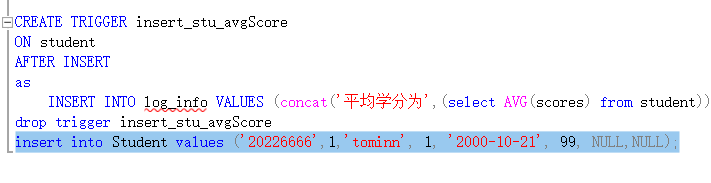 CREATE TRIGGER insert_stu_avgScore
ON student
AFTER INSERT
as
INSERT INTO log_info VALUES (concat('平均学分为',(select AVG(scores) from student))
drop trigger insert_stu_avgScore
insert into Student values ('20226666',1,'tominn', 1, '2000-10-21', 99, NULL,NULL);